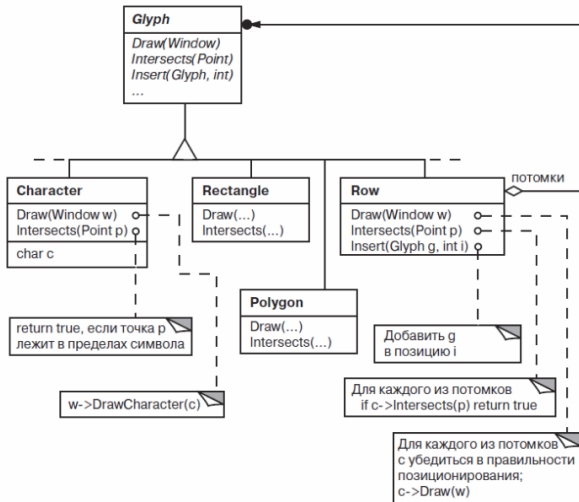 Glyph
Draw(Window)
Intersects(Point)
Insert(Glyph, int)
...
потомки
Character
Draw(Window w)
Intersects(Point p)
char c
Rectangle
Draw(...)
Intersects(...)
Row
Draw(Window w)
Intersects(Point p)
Insert(Glyph g, int i)
Polygon
Draw(...)
Intersects(...)
return true, если точка p
лежит в пределах символа
w->DrawCharacter(c)
Добавить g
в позицию i
Для каждого из потомков
if c->Intersects(p) return true
Для каждого из потомков
с убедиться в правильности
позиционирования;
c->Draw(w)